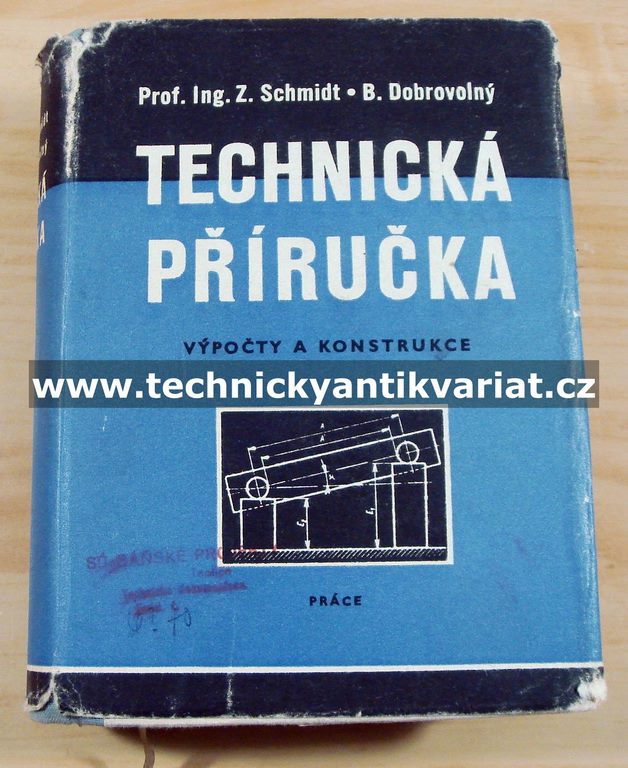 Prof. Ing. Z. Schmidt • B. Dobrovolný
TECHNICKÁ
PŘÍRUČKA
VÝPOČTY A KONSTRUKCE
www.technickyantikvariat.cz
PRÁCE